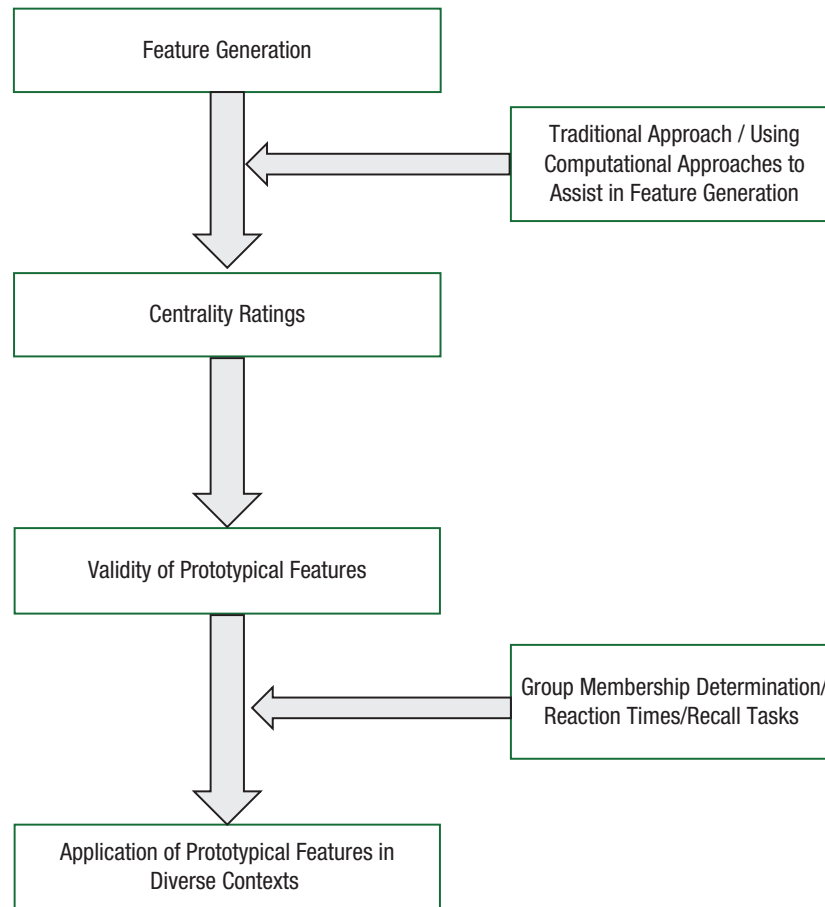 Feature Generation
Traditional Approach / Using
Computational Approaches to
Assist in Feature Generation
Centrality Ratings
Validity of Prototypical Features
Group Membership Determination/
Reaction Times/Recall Tasks
Application of Prototypical Features in
Diverse Contexts